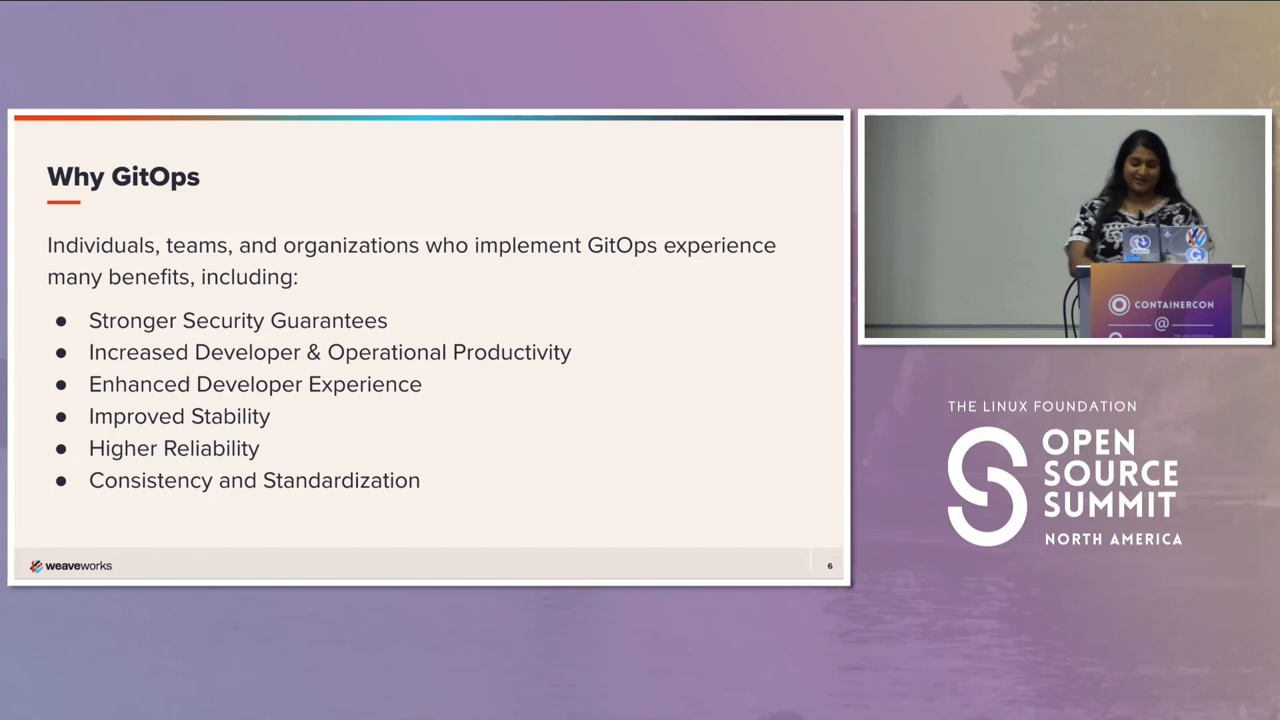 Why GitOps
Individuals, teams, and organizations who implement GitOps experience
many benefits, including:
● Stronger Security Guarantees
● Increased Developer & Operational Productivity
● Enhanced Developer Experience
● Improved Stability
● Higher Reliability
● Consistency and Standardization
weaveworks
6
CONTAINERCON
@
THE LINUX FOUNDATION
OPEN
SOURCE
SUMMIT
NORTH AMERICA